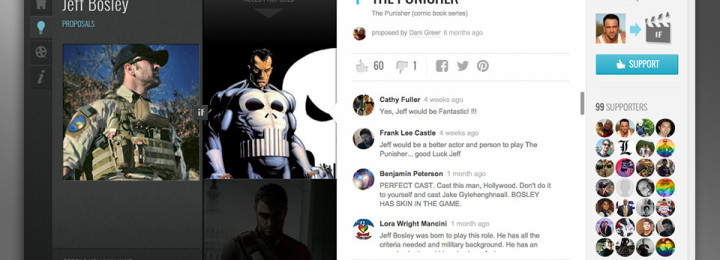 Jeff Bosley
PROPOSALS
iF
THE PUNISHER
The Punisher (comic book series)
proposed by Dani Greer 6 months ago
60
1
Cathy Fuller 4 weeks ago
Yes, Jeff would be Fantastic! !!!
Frank Lee Castle 4 weeks ago
Jeff would be a better actor and person to play The
Punisher... good Luck Jeff
Benjamin Peterson 1 month ago
PERFECT CAST. Cast this man, Hollywood. Don't do it
to yourself and cast Jake Gylehenghnaall. BOSLEY
HAS SKIN IN THE GAME.
Lora Wright Mancini 1 month ago
Jeff Bosley was born to play this role. He has all the
criteria needed and military background. He has an
IF
SUPPORT
99 SUPPORTERS